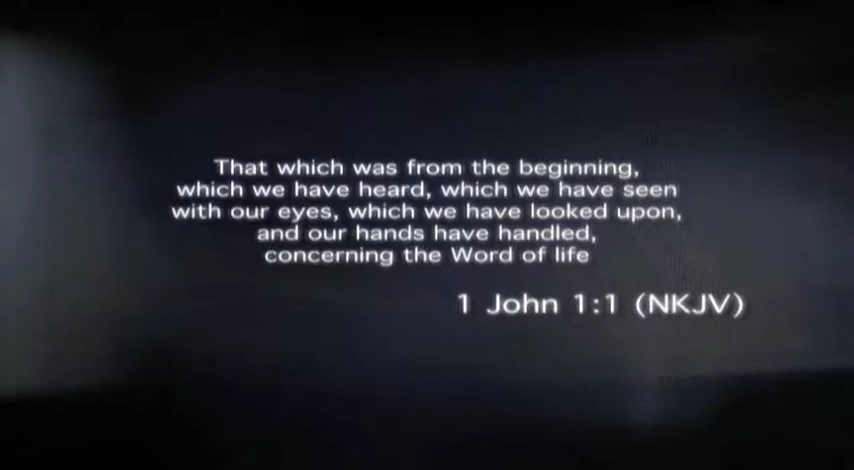 That which was from the beginning,
which we have heard, which we have seen
with our eyes, which we have looked upon,
and our hands have handled,
concerning the Word of life
1 John 1:1 (NKJV)